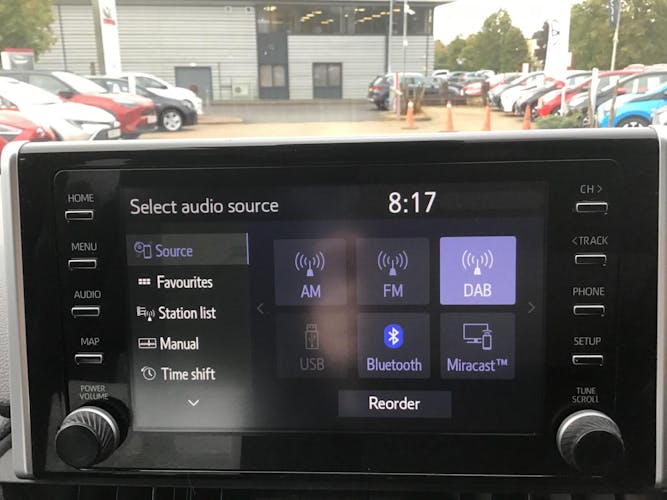 HOME
MENU
AUDIO
MAP
POWER
VOLUME
Select audio source
8:17
Source
Favourites
Station list
Manual
Time shift
AM
FM
DAB
USB
Bluetooth
Miracast™
Reorder
CH >
< TRACK
PHONE
SETUP
TUNE
SCROLL